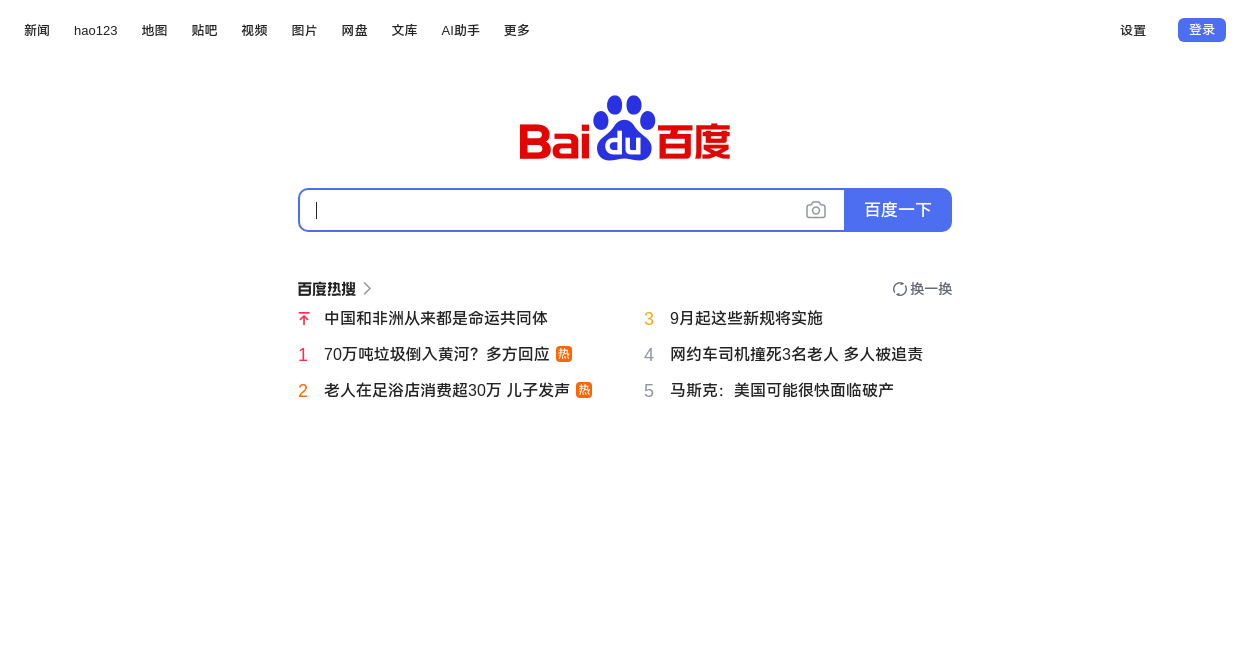 新闻 hao123 地图 贴吧 视频 图片 网盘 文库 AI助手 更多 设置 登录
Bai du 百度
百度一下
百度热搜 换一换
中国和非洲从来都是命运共同体
1 70万吨垃圾倒入黄河？多方回应 热
2 老人在足浴店消费超30万 儿子发声 热
3 9月起这些新规将实施
4 网约车司机撞死3名老人 多人被追责
5 马斯克：美国可能很快面临破产